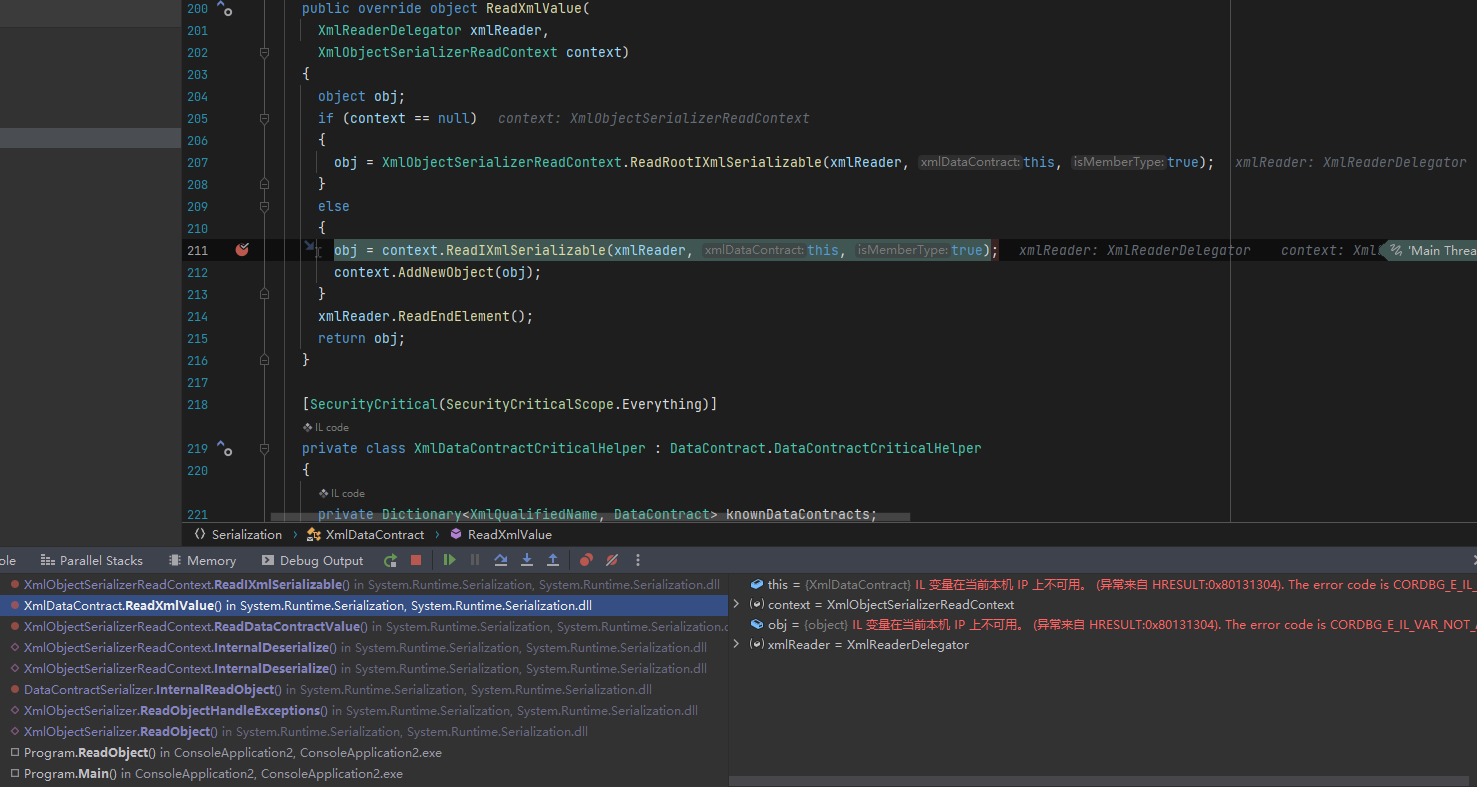 200 public override object ReadXmlValue(
201 XmlReaderDelegator xmlReader,
202 XmlObjectSerializerReadContext context)
203 {
204 object obj;
205 if (context == null) context: XmlObjectSerializerReadContext
206 {
207 obj = XmlObjectSerializerReadContext.ReadRootIXmlSerializable(xmlReader, xmlDataContract: this, isMemberType: true); xmlReader: XmlReaderDelegator
208 }
209 else
210 {
211 obj = context.ReadIXmlSerializable(xmlReader, xmlDataContract: this, isMemberType: true); xmlReader: XmlReaderDelegator context: Xml 'Main Threa
212 context.AddNewObject(obj);
213 }
214 xmlReader.ReadEndElement();
215 return obj;
216 }
217
218 [SecurityCritical(SecurityCriticalScope.Everything)]
IL code
219 private class XmlDataContractCriticalHelper : DataContract.DataContractCriticalHelper
220 {
IL code
221 private Dictionary<XmlQualifiedName, DataContract> knownDataContracts;
Serialization › XmlDataContract › ReadXmlValue
ole Parallel Stacks Memory Debug Output
XmlObjectSerializerReadContext.ReadIXmlSerializable() in System.Runtime.Serialization, System.Runtime.Serialization.dll
XmlDataContract.ReadXmlValue() in System.Runtime.Serialization, System.Runtime.Serialization.dll
XmlObjectSerializerReadContext.ReadDataContractValue() in System.Runtime.Serialization, System.Runtime.Serialization.d
XmlObjectSerializerReadContext.InternalDeserialize() in System.Runtime.Serialization, System.Runtime.Serialization.dll
XmlObjectSerializerReadContext.InternalDeserialize() in System.Runtime.Serialization, System.Runtime.Serialization.dll
DataContractSerializer.InternalReadObject() in System.Runtime.Serialization, System.Runtime.Serialization.dll
XmlObjectSerializer.ReadObjectHandleExceptions() in System.Runtime.Serialization, System.Runtime.Serialization.dll
XmlObjectSerializer.ReadObject() in System.Runtime.Serialization, System.Runtime.Serialization.dll
Program.ReadObject() in ConsoleApplication2, ConsoleApplication2.exe
Program.Main() in ConsoleApplication2, ConsoleApplication2.exe
this = {XmlDataContract} IL 变量在当前本机 IP 上不可用。 (异常来自 HRESULT:0x80131304). The error code is CORDBG_E_IL_
context = XmlObjectSerializerReadContext
obj = {object} IL 变量在当前本机 IP 上不可用。 (异常来自 HRESULT:0x80131304). The error code is CORDBG_E_IL_VAR_NOT_
xmlReader = XmlReaderDelegator